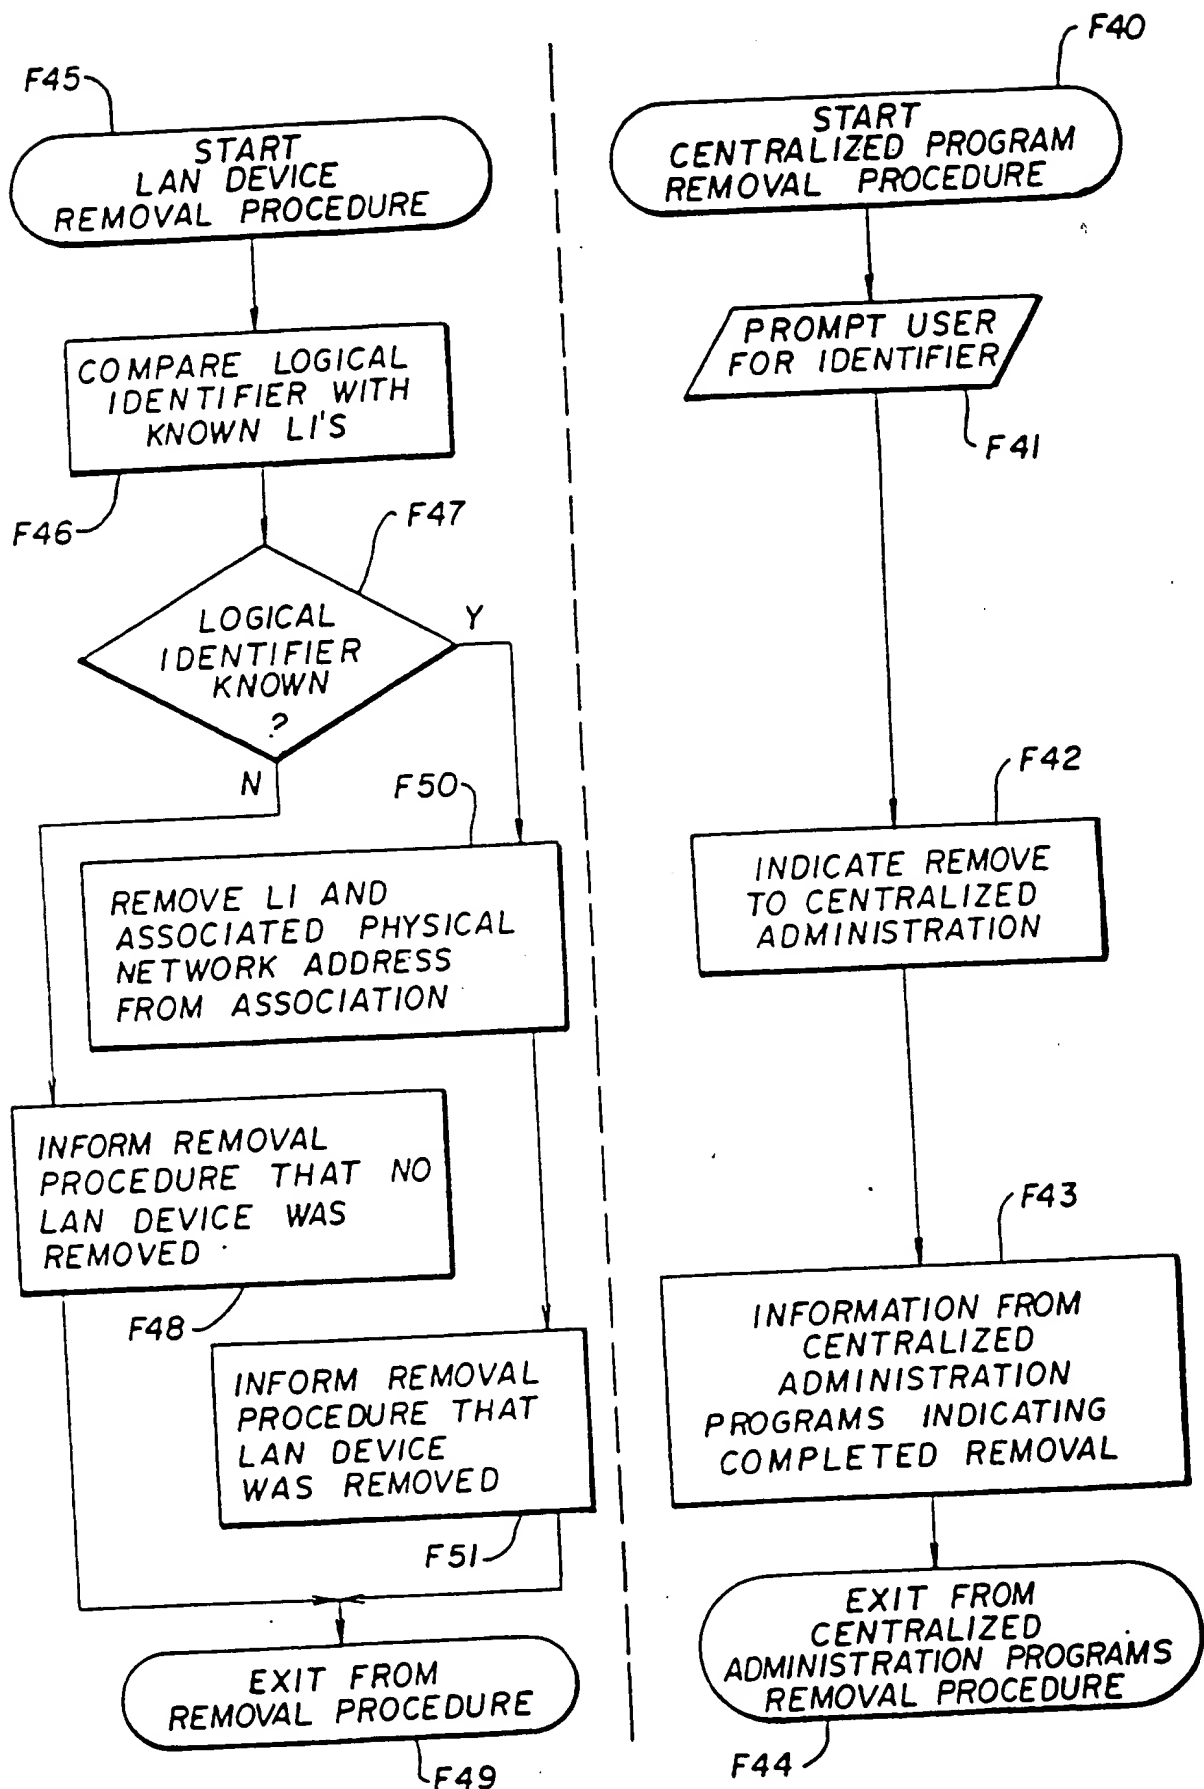 F45
START
LAN DEVICE
REMOVAL PROCEDURE
COMPARE LOGICAL
IDENTIFIER WITH
KNOWN LI'S
F46
F47
LOGICAL
IDENTIFIER
KNOWN
?
Y
N
F50
REMOVE LI AND
ASSOCIATED PHYSICAL
NETWORK ADDRESS
FROM ASSOCIATION
INFORM REMOVAL
PROCEDURE THAT NO
LAN DEVICE WAS
REMOVED
F48
INFORM REMOVAL
PROCEDURE THAT
LAN DEVICE
WAS REMOVED
F51
EXIT FROM
REMOVAL PROCEDURE
F49
F40
START
CENTRALIZED PROGRAM
REMOVAL PROCEDURE
PROMPT USER
FOR IDENTIFIER
F41
F42
INDICATE REMOVE
TO CENTRALIZED
ADMINISTRATION
F43
INFORMATION FROM
CENTRALIZED
ADMINISTRATION
PROGRAMS INDICATING
COMPLETED REMOVAL
EXIT FROM
CENTRALIZED
ADMINISTRATION PROGRAMS
REMOVAL PROCEDURE
F44